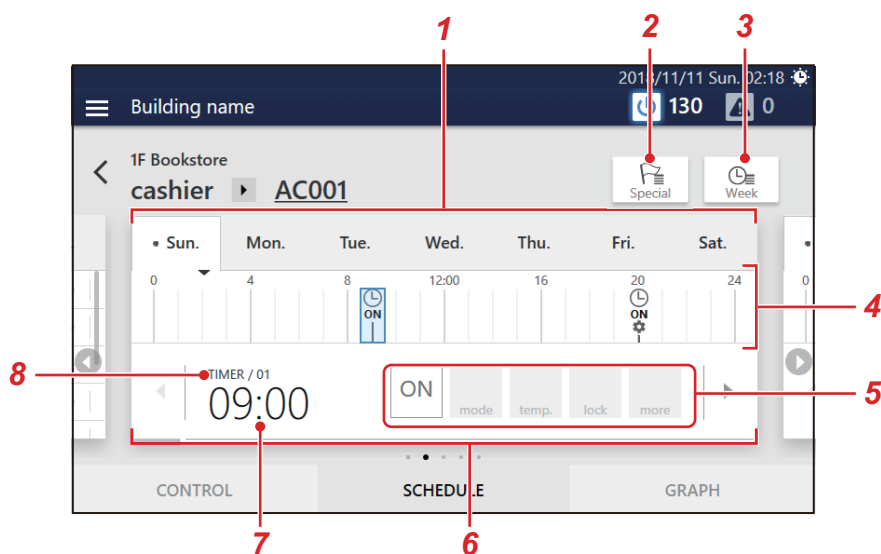 1 2 3
2018/11/11 Sun. 02:18
Building name 130 0
1F Bookstore
cashier AC001
Special Week
Sun. Mon. Tue. Wed. Thu. Fri. Sat.
0 4 8 12:00 16 20 24 0
ON ON
4
8 TIMER / 01
09:00 ON mode temp. lock more
5
CONTROL SCHEDULE GRAPH
7 6